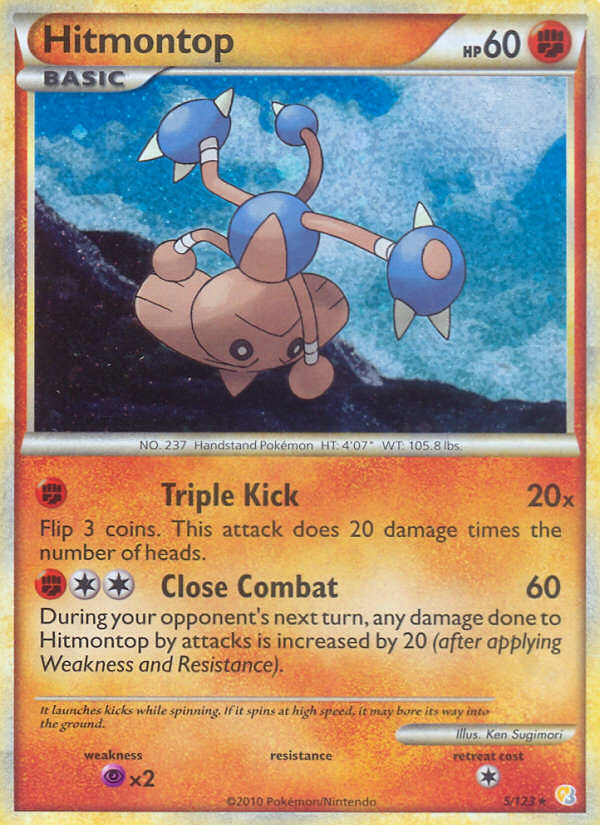 Hitmontop
HP 60
BASIC
NO. 237 Handstand Pokémon HT: 4'07" WT: 105.8 lbs.
Triple Kick 20x
Flip 3 coins. This attack does 20 damage times the
number of heads.
Close Combat 60
During your opponent's next turn, any damage done to
Hitmontop by attacks is increased by 20 (after applying
Weakness and Resistance).
It launches kicks while spinning. If it spins at high speed, it may bore its way into
the ground.
Illus. Ken Sugimori
weakness resistance retreat cost
×2
©2010 Pokémon/Nintendo 5/123 ★